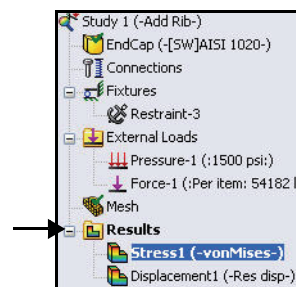 Study 1 (-Add Rib-)
EndCap (-[SW]AISI 1020-)
Connections
Fixtures
Restraint-3
External Loads
Pressure-1 (:1500 psi:)
Force-1 (:Per item: 54182 l
Mesh
Results
Stress1 (-vonMises-)
Displacement1 (-Res disp-)